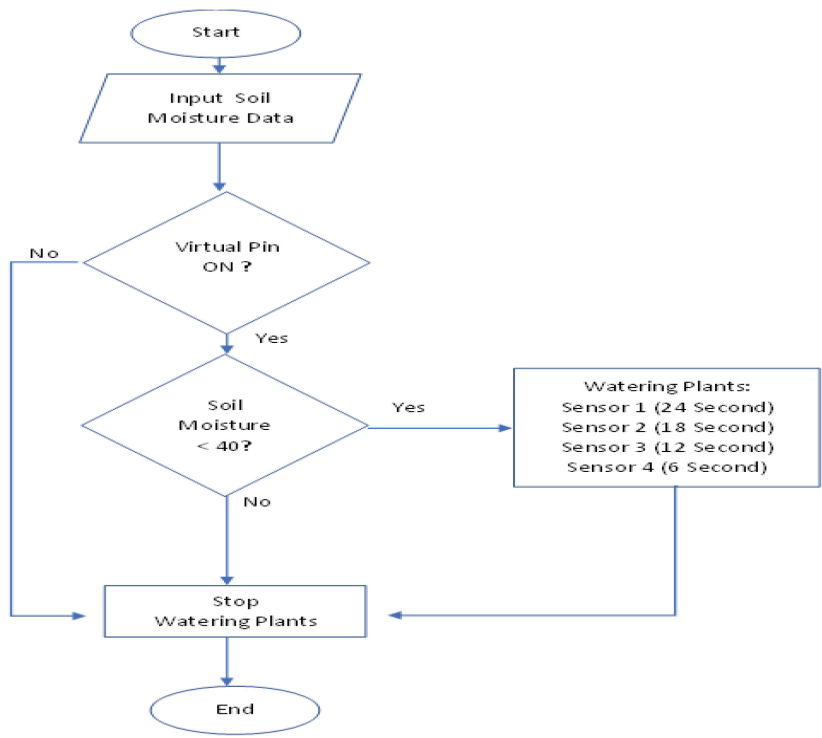 Start
Input Soil
Moisture Data
No
Virtual Pin
ON ?
Yes
Soil
Moisture
< 40?
Yes
Watering Plants:
Sensor 1 (24 Second)
Sensor 2 (18 Second)
Sensor 3 (12 Second)
Sensor 4 (6 Second)
No
Stop
Watering Plants
End